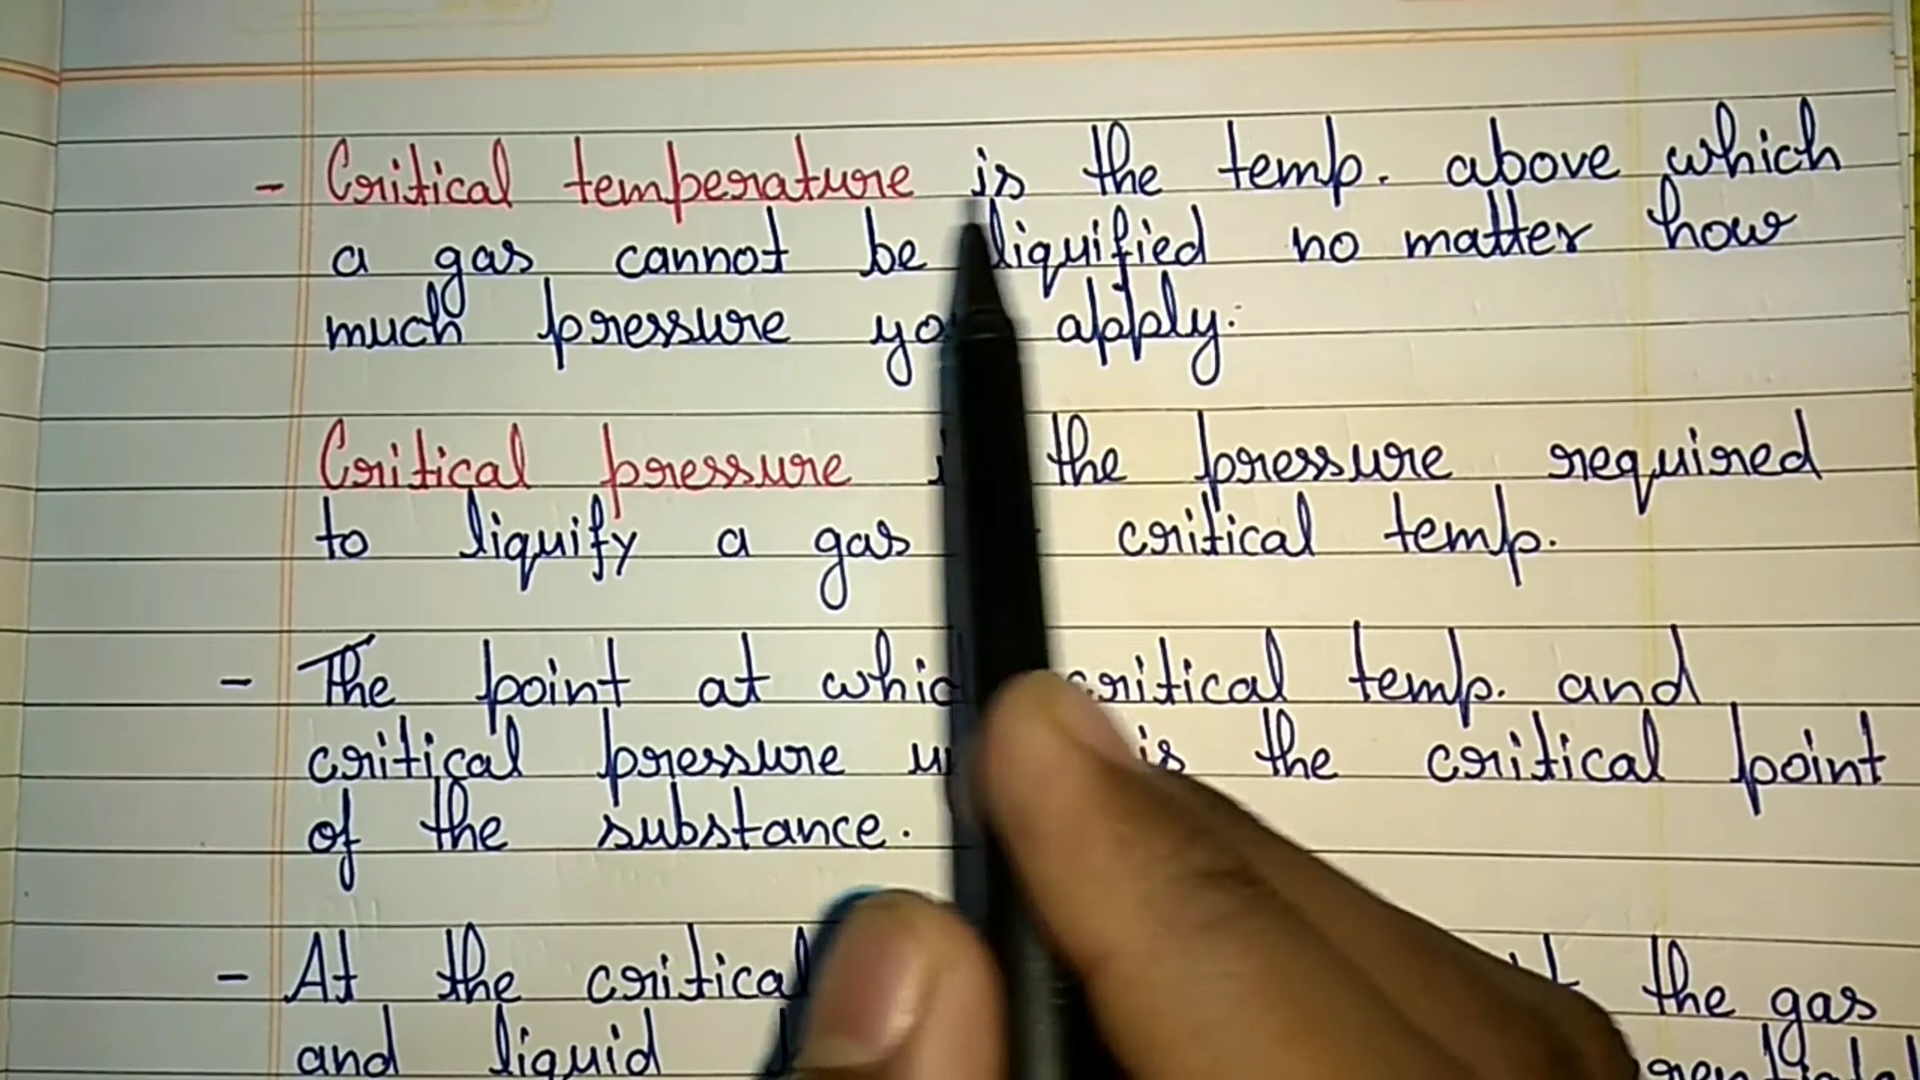 - Critical temperature is the temp. above which
a gas cannot be liquified no matter how
much pressure apply.
Critical pressure the pressure required
to liquify a gas critical temp.
- The point at critical temp. and
critical pressure is the critical point
of the substance.
- At the critical the gas
and liquid